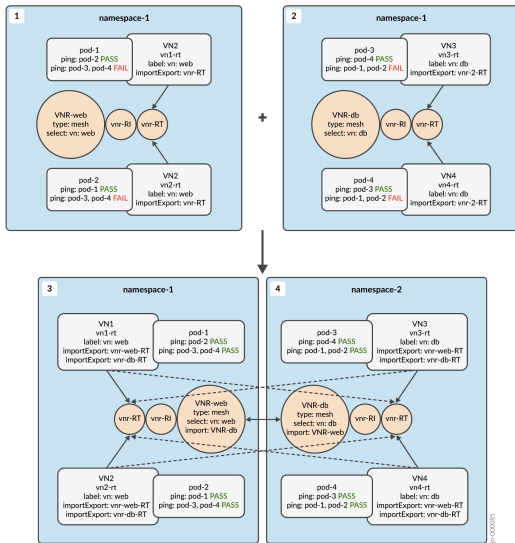 1
namespace-1
pod-1
ping: pod-2 PASS
ping: pod-3, pod-4 FAIL
VN2
vn1-rt
label: vn: web
importExport: vnr-RT
VNR-web
type: mesh
select: vn: web
vnr-RI
vnr-RT
pod-2
ping: pod-1 PASS
ping: pod-3, pod-4 FAIL
VN2
vn2-rt
label: vn: web
importExport: vnr-RT
+
2
namespace-1
pod-3
ping: pod-4 PASS
ping: pod-1, pod-2 FAIL
VN3
vn3-rt
label: vn: db
importExport: vnr-2-RT
VNR-db
type: mesh
select: vn: db
vnr-RI
vnr-RT
pod-4
ping: pod-3 PASS
ping: pod-1, pod-2 FAIL
VN4
vn4-rt
label: vn: db
importExport: vnr-2-RT
3
namespace-1
VN1
vn1-rt
label: vn: web
importExport: vnr-web-RT
importExport: vnr-db-RT
pod-1
ping: pod-2 PASS
ping: pod-3, pod-4 PASS
vnr-RT
vnr-RI
VNR-web
type: mesh
select: vn: web
import: VNR-db
VN2
vn2-rt
label: vn: web
importExport: vnr-web-RT
importExport: vnr-db-RT
pod-2
ping: pod-1 PASS
ping: pod-3, pod-4 PASS
4
namespace-2
pod-3
ping: pod-4 PASS
ping: pod-1, pod-2 PASS
VN3
vn3-rt
label: vn: db
importExport: vnr-web-RT
importExport: vnr-db-RT
VNR-db
type: mesh
select: vn: db
import: VNR-web
vnr-RI
vnr-RT
pod-4
ping: pod-3 PASS
ping: pod-1, pod-2 PASS
VN4
vn4-rt
label: vn: db
importExport: vnr-web-RT
importExport: vnr-db-RT
jn-000085